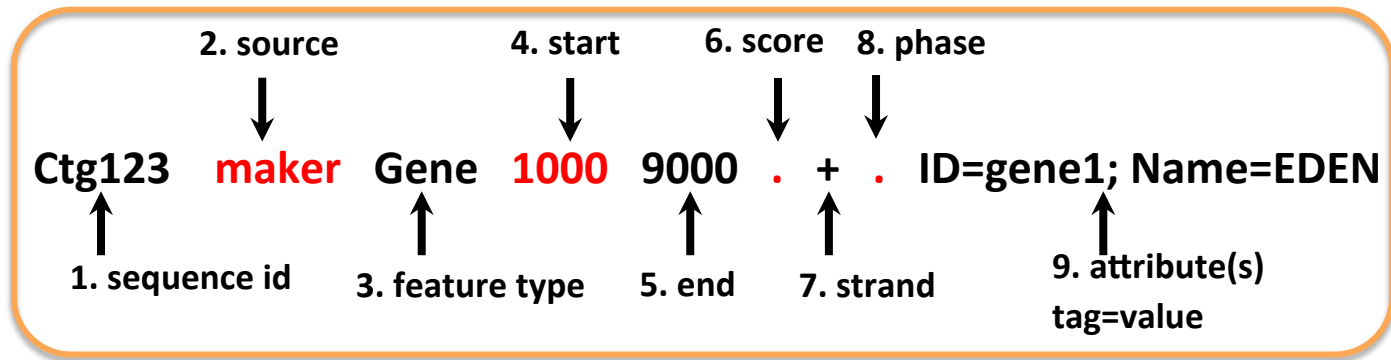 2. source 4. start 6. score 8. phase
Ctg123 maker Gene 1000 9000 . + . ID=gene1; Name=EDEN
1. sequence id 3. feature type 5. end 7. strand 9. attribute(s)
tag=value